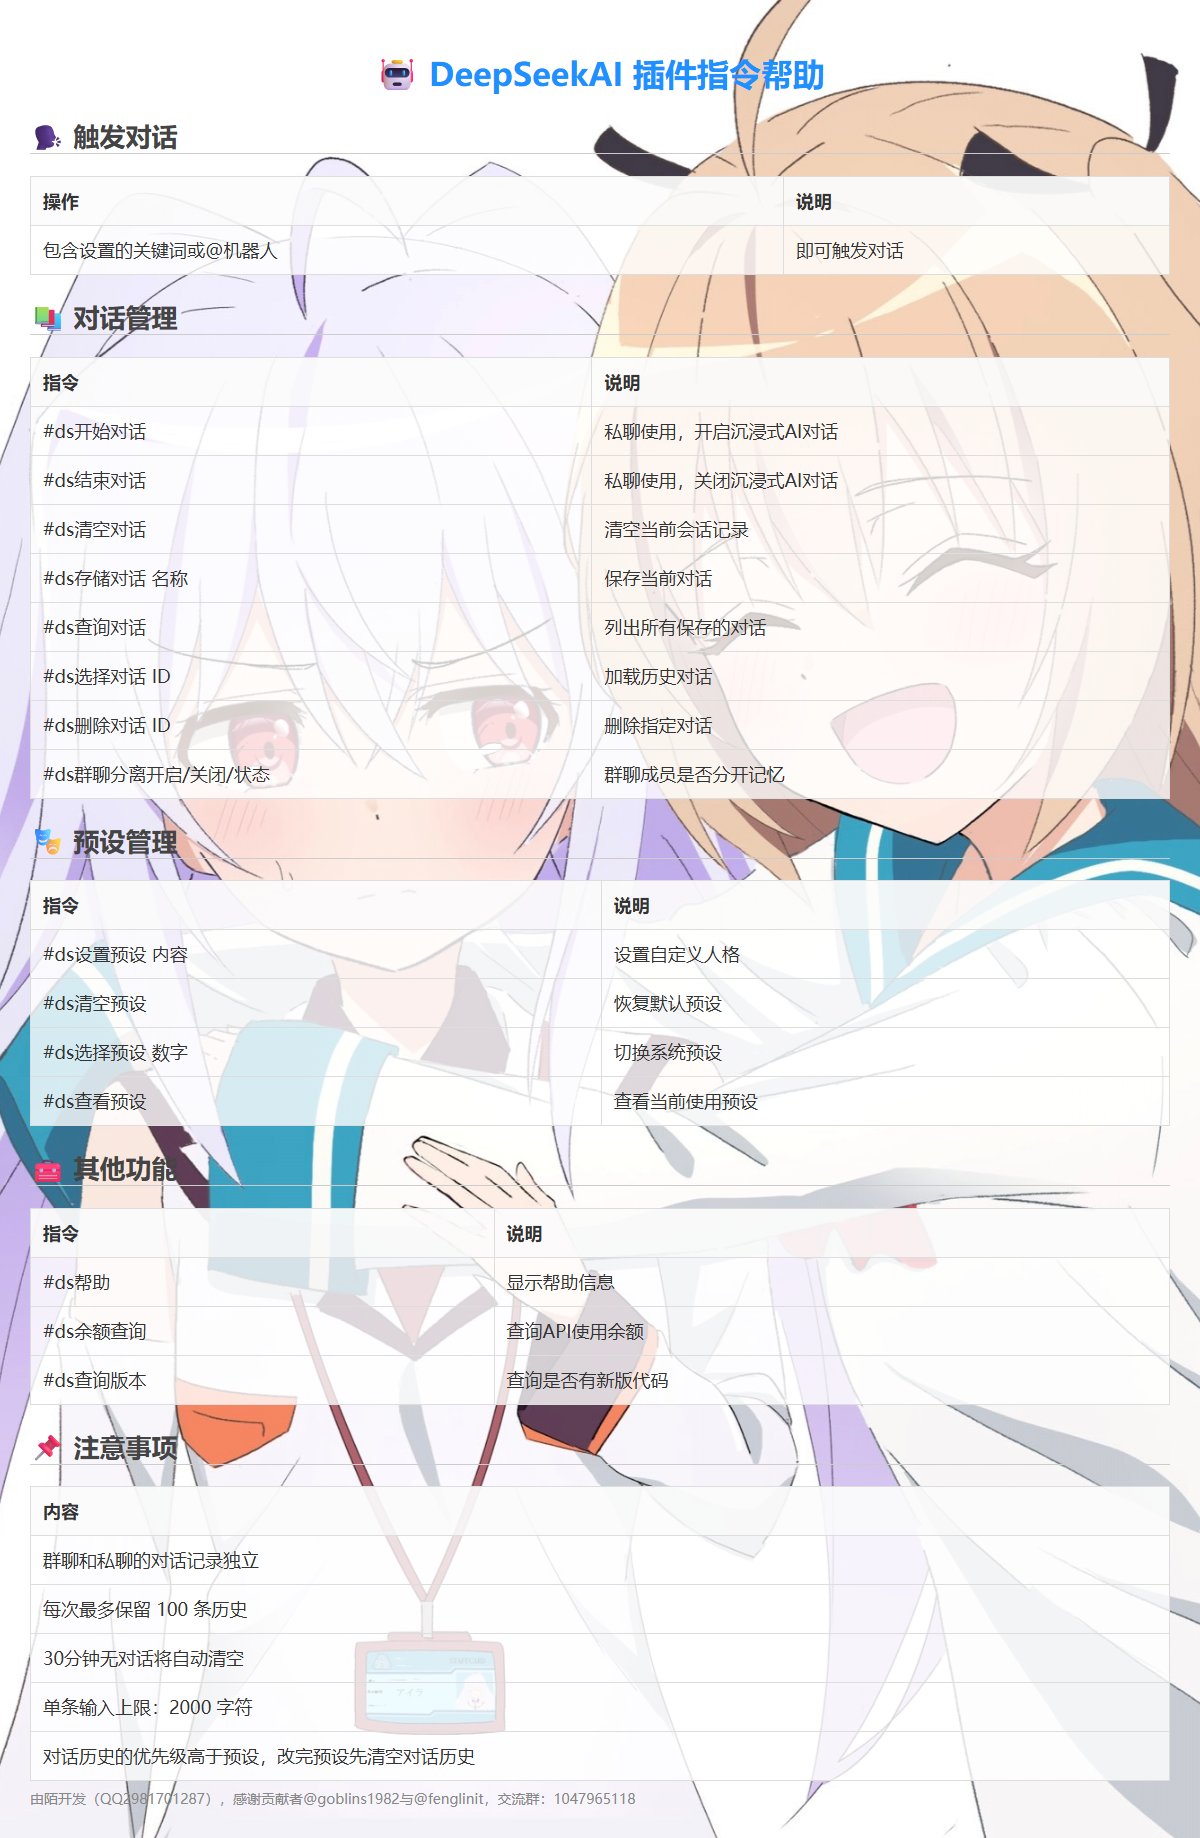 DeepSeekAI 插件指令帮助
触发对话
操作 说明
包含设置的关键词或@机器人 即可触发对话
对话管理
指令 说明
#ds开始对话 私聊使用，开启沉浸式AI对话
#ds结束对话 私聊使用，关闭沉浸式AI对话
#ds清空对话 清空当前会话记录
#ds存储对话 名称 保存当前对话
#ds查询对话 列出所有保存的对话
#ds选择对话 ID 加载历史对话
#ds删除对话 ID 删除指定对话
#ds群聊分离开启/关闭/状态 群聊成员是否分开记忆
预设管理
指令 说明
#ds设置预设 内容 设置自定义人格
#ds清空预设 恢复默认预设
#ds选择预设 数字 切换系统预设
#ds查看预设 查看当前使用预设
其他功能
指令 说明
#ds帮助 显示帮助信息
#ds余额查询 查询API使用余额
#ds查询版本 查询是否有新版代码
注意事项
内容
群聊和私聊的对话记录独立
每次最多保留 100 条历史
30分钟无对话将自动清空
アイラ
单条输入上限：2000 字符
对话历史的优先级高于预设，改完预设先清空对话历史
由陌开发（QQ2981701287），感谢贡献者@goblins1982与@fenglinit，交流群：1047965118